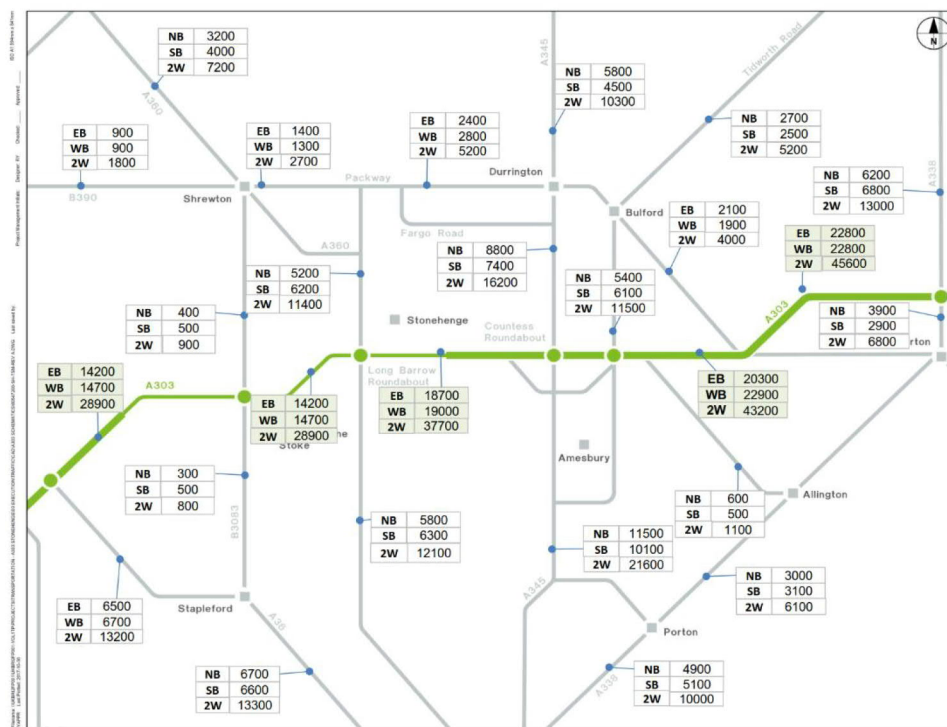 NB 3200
SB 4000
2W 7200
A360
A345
NB 5800
SB 4500
2W 10300
Tidworth Road
N
NB 2700
SB 2500
2W 5200
EB 900
WB 900
2W 1800
B390
EB 1400
WB 1300
2W 2700
Shrewton
Packway
EB 2400
WB 2800
2W 5200
Durrington
Bulford
A338
NB 6200
SB 6800
2W 13000
A360
Fargo Road
EB 2100
WB 1900
2W 4000
EB 22800
WB 22800
2W 45600
NB 5200
SB 6200
2W 11400
NB 8800
SB 7400
2W 16200
NB 5400
SB 6100
2W 11500
NB 400
SB 500
2W 900
Stonehenge
Countess
Roundabout
A303
NB 3900
SB 2900
2W 6800
rton
EB 14200
WB 14700
2W 28900
A303
EB 14200
WB 14700
2W 28900
Stoke
ne
Long Barrow
Roundabout
EB 18700
WB 19000
2W 37700
EB 20300
WB 22900
2W 43200
Amesbury
NB 300
SB 500
2W 800
B3083
NB 5800
SB 6300
2W 12100
NB 11500
SB 10100
2W 21600
NB 600
SB 500
2W 1100
Allington
EB 6500
WB 6700
2W 13200
Stapleford
A36
A345
NB 3000
SB 3100
2W 6100
Porton
NB 6700
SB 6600
2W 13300
A338
NB 4900
SB 5100
2W 10000